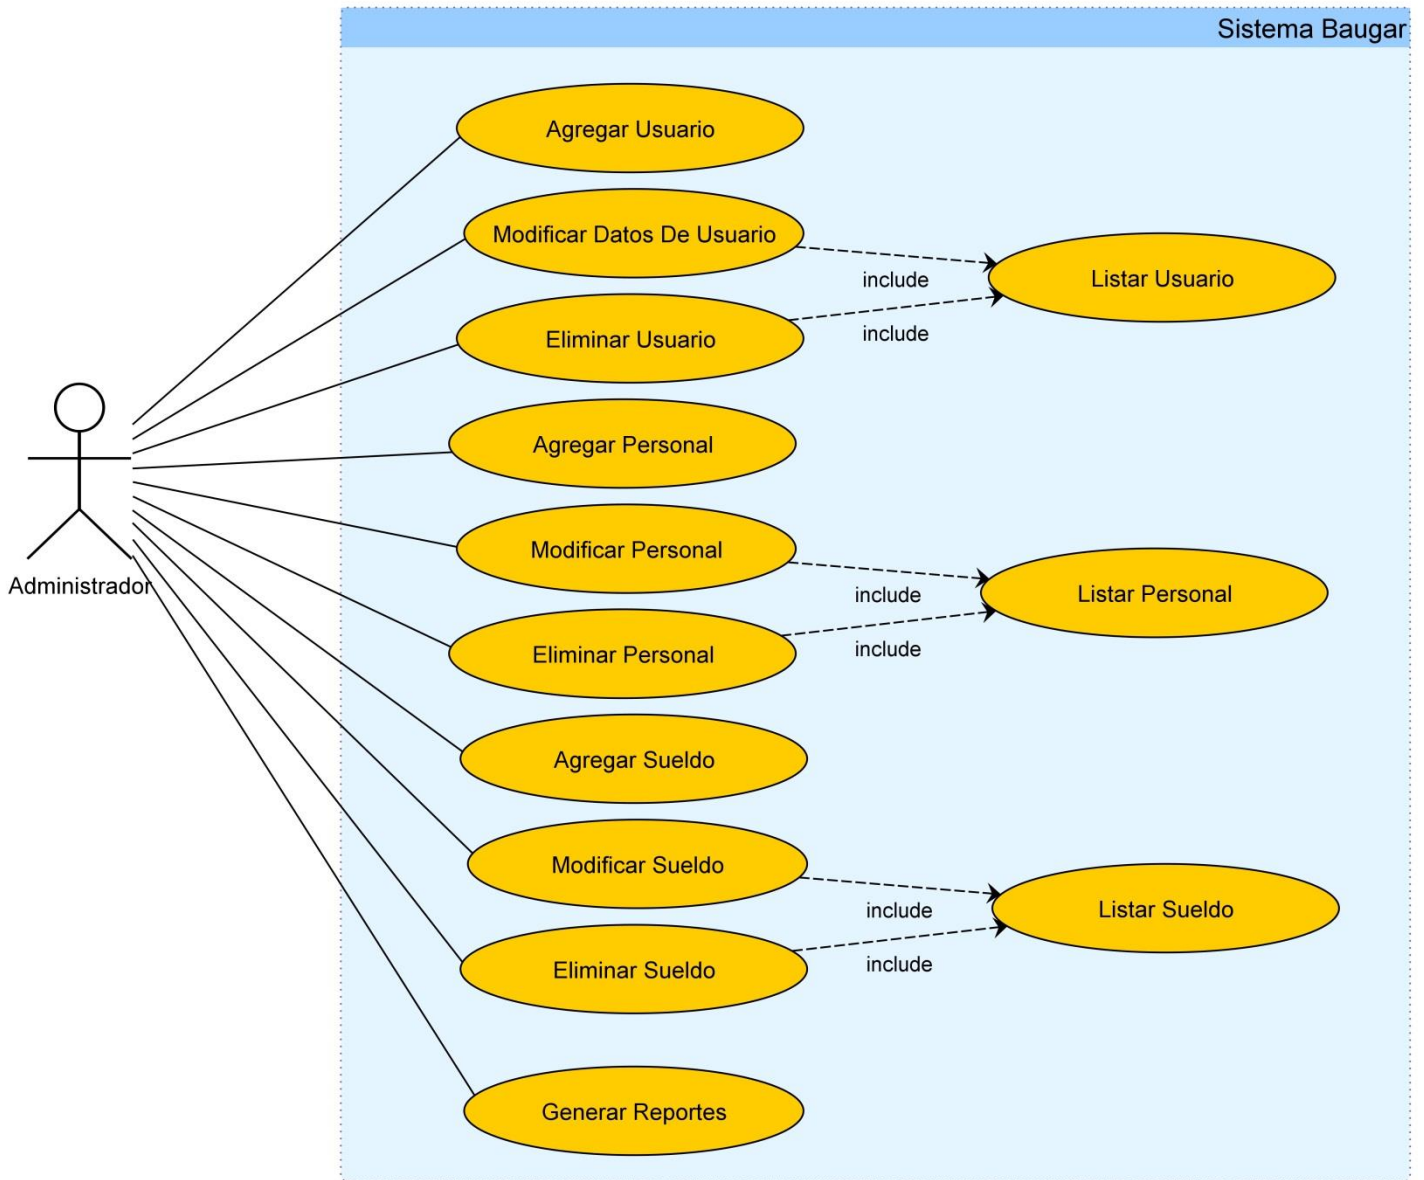 Sistema Baugar
Agregar Usuario
Modificar Datos De Usuario
include
Listar Usuario
Eliminar Usuario
include
Agregar Personal
Modificar Personal
Administrador
include
Listar Personal
Eliminar Personal
include
Agregar Sueldo
Modificar Sueldo
include
Listar Sueldo
Eliminar Sueldo
include
Generar Reportes